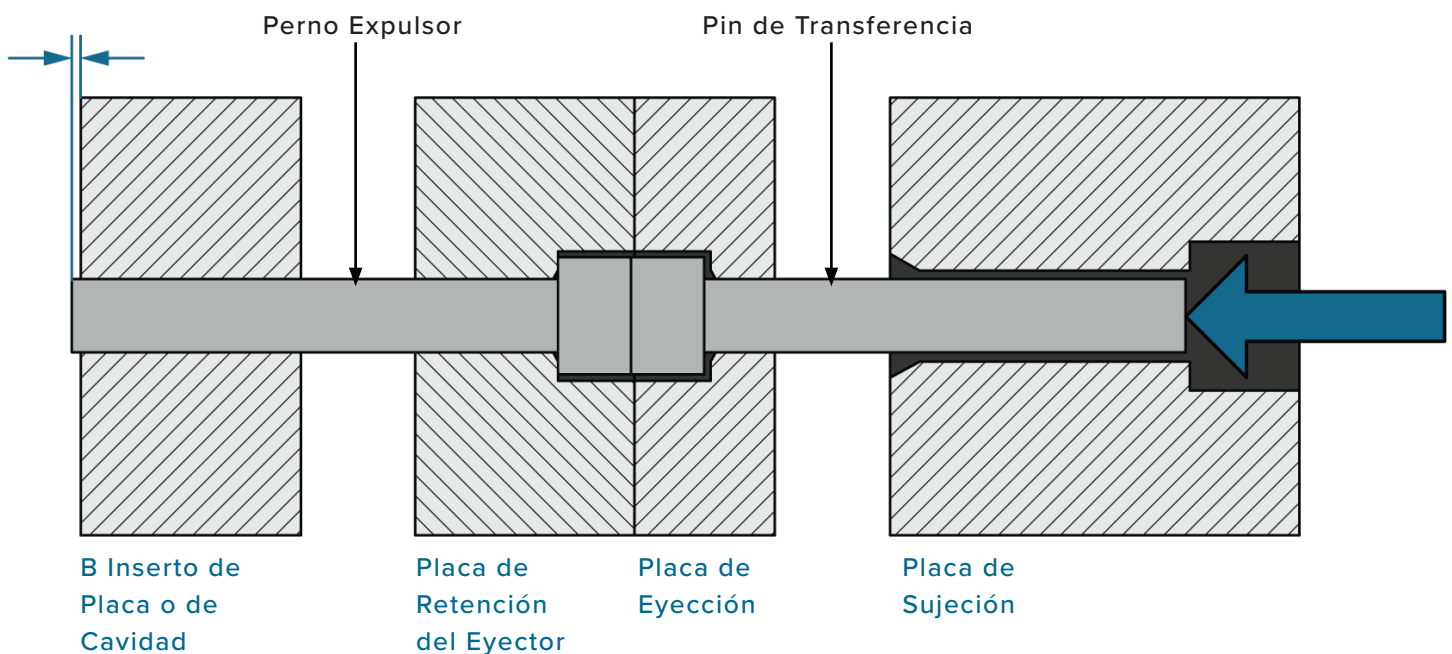 Perno Expulsor
Pin de Transferencia
B Inserto de
Placa o de
Cavidad
Placa de
Retención
del Eyector
Placa de
Eyección
Placa de
Sujeción